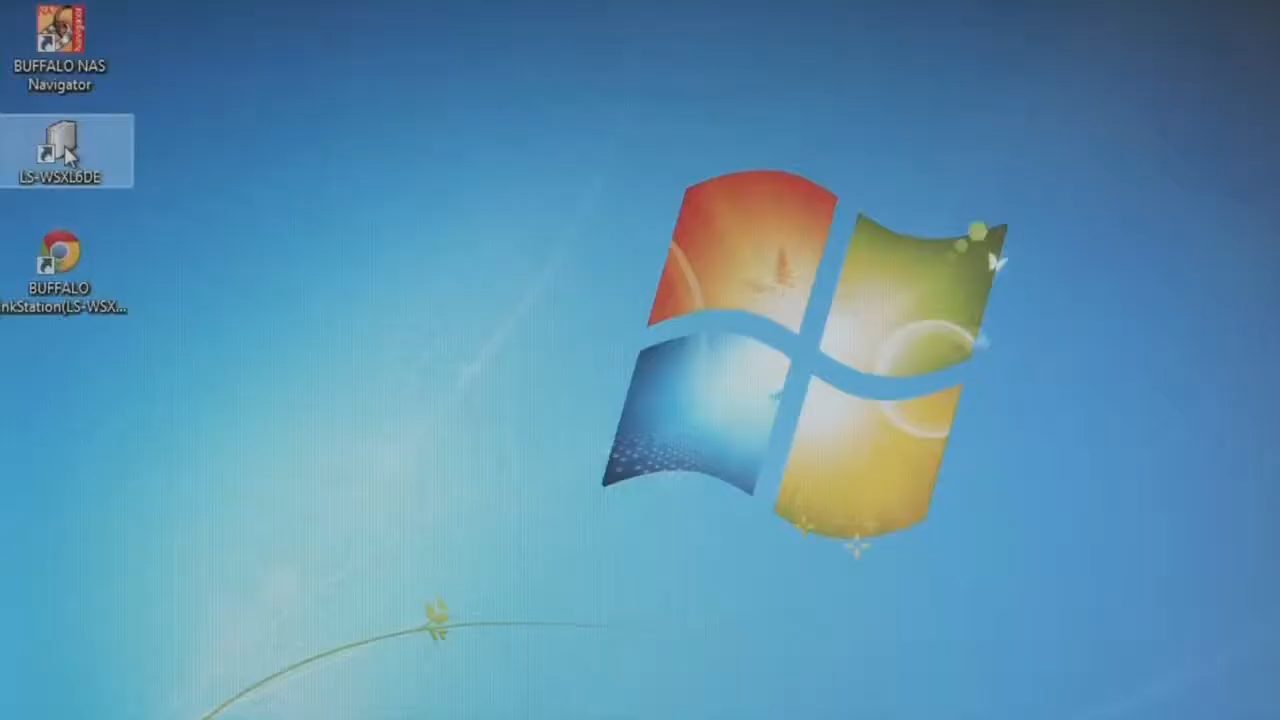 BUFFALO NAS
Navigator
LS-WSXL6DE
BUFFALO
nkStation(LS-WSX...